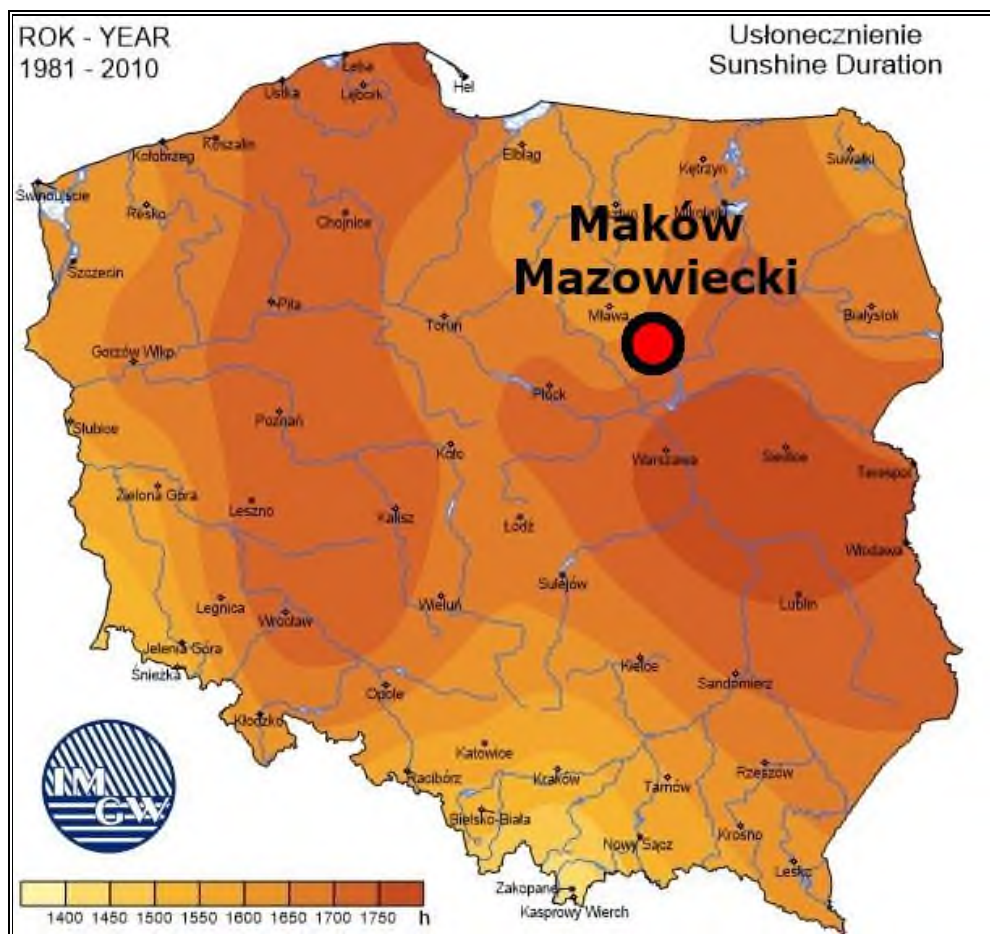 ROK - YEAR
1981 - 2010
Usłonecznienie
Sunshine Duration
Łeba
Hel
Ustka
Lębork
Koszalin
Kołobrzeg
Elbląg
Kętrzyn
Suwałki
Świnoujście
Resko
Chojnice
Mikołajki
Maków
Mazowiecki
Szczecin
Piła
Toruń
Mława
Białystok
Gorzów Wlkp.
Płock
Słubice
Poznań
Koło
Warszawa
Siedlce
Terespol
Zielona Góra
Leszno
Kalisz
Łódź
Włodawa
Sulejów
Legnica
Wieluń
Lublin
Wrocław
Jelenia Góra
Śnieżka
Kielce
Sandomierz
Opole
Kłodzko
Katowice
Racibórz
Kraków
Tarnów
Rzeszów
IM
GW
Bielsko-Biała
Nowy Sącz
Krosno
Lesko
Zakopane
Kasprowy Wierch
1400 1450 1500 1550 1600 1650 1700 1750 h